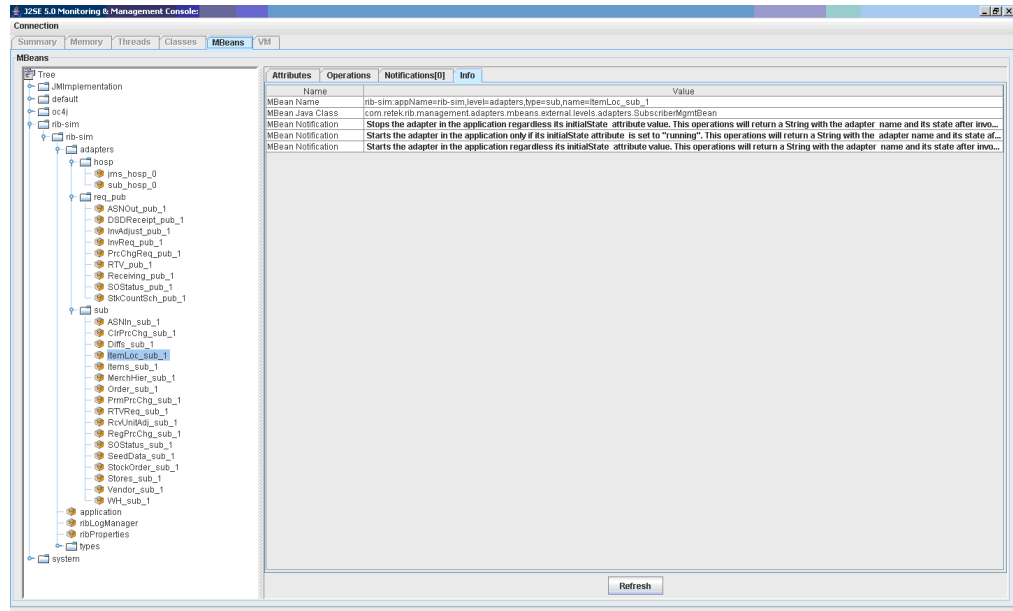 J2SE 5.0 Monitoring & Management Console:
Connection
Summary Memory Threads Classes MBeans VM
MBeans
Tree
JMImplementation
default
oc4j
rib-sim
rib-sim
adapters
hosp
jms_hosp_0
sub_hosp_0
req_pub
ASNOut_pub_1
DSDReceipt_pub_1
InvAdjust_pub_1
InvReq_pub_1
PrcChgReq_pub_1
RTV_pub_1
Receiving_pub_1
SOStatus_pub_1
StkCountSch_pub_1
sub
ASNIn_sub_1
ClrPrcChg_sub_1
Diffs_sub_1
ItemLoc_sub_1
Items_sub_1
MerchHier_sub_1
Order_sub_1
PrmPrcChg_sub_1
RTVReq_sub_1
RcvUnitAdj_sub_1
RegPrcChg_sub_1
SOStatus_sub_1
SeedData_sub_1
StockOrder_sub_1
Stores_sub_1
Vendor_sub_1
WH_sub_1
application
ribLogManager
ribProperties
types
system
Attributes Operations Notifications[0] Info
Name Value
MBean Name rib-sim:appName=rib-sim,level=adapters,type=sub,name=ItemLoc_sub_1
MBean Java Class com.retek.rib.management.adapters.mbeans.external.levels.adapters.SubscriberMgmtBean
MBean Notification Stops the adapter in the application regardless its initialState attribute value. This operations will return a String with the adapter name and its state after invo...
MBean Notification Starts the adapter in the application only if its initialState attribute is set to "running". This operations will return a String with the adapter name and its state af...
MBean Notification Starts the adapter in the application regardless its initialState attribute value. This operations will return a String with the adapter name and its state after invo...
Refresh